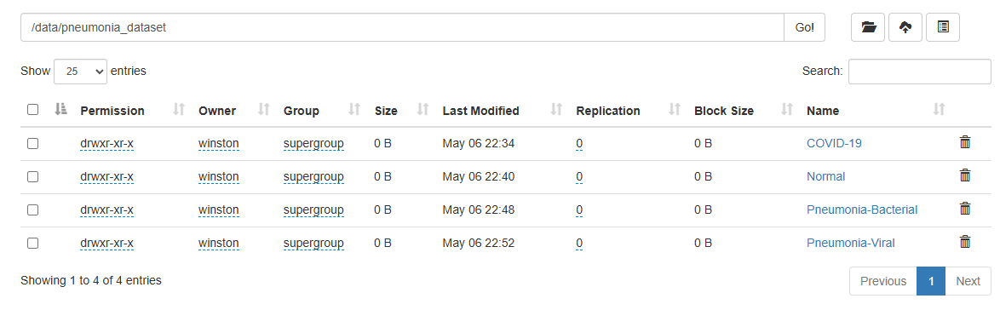 /data/pneumonia_dataset Go!
Show 25 entries Search:
Permission Owner Group Size Last Modified Replication Block Size Name
drwxr-xr-x winston supergroup 0 B May 06 22:34 0 0 B COVID-19
drwxr-xr-x winston supergroup 0 B May 06 22:40 0 0 B Normal
drwxr-xr-x winston supergroup 0 B May 06 22:48 0 0 B Pneumonia-Bacterial
drwxr-xr-x winston supergroup 0 B May 06 22:52 0 0 B Pneumonia-Viral
Showing 1 to 4 of 4 entries Previous 1 Next